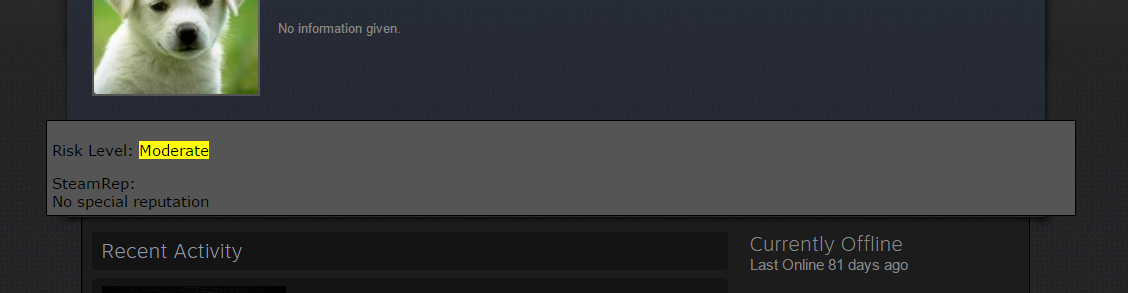 No information given.
Risk Level: Moderate
SteamRep:
No special reputation
Recent Activity
Currently Offline
Last Online 81 days ago